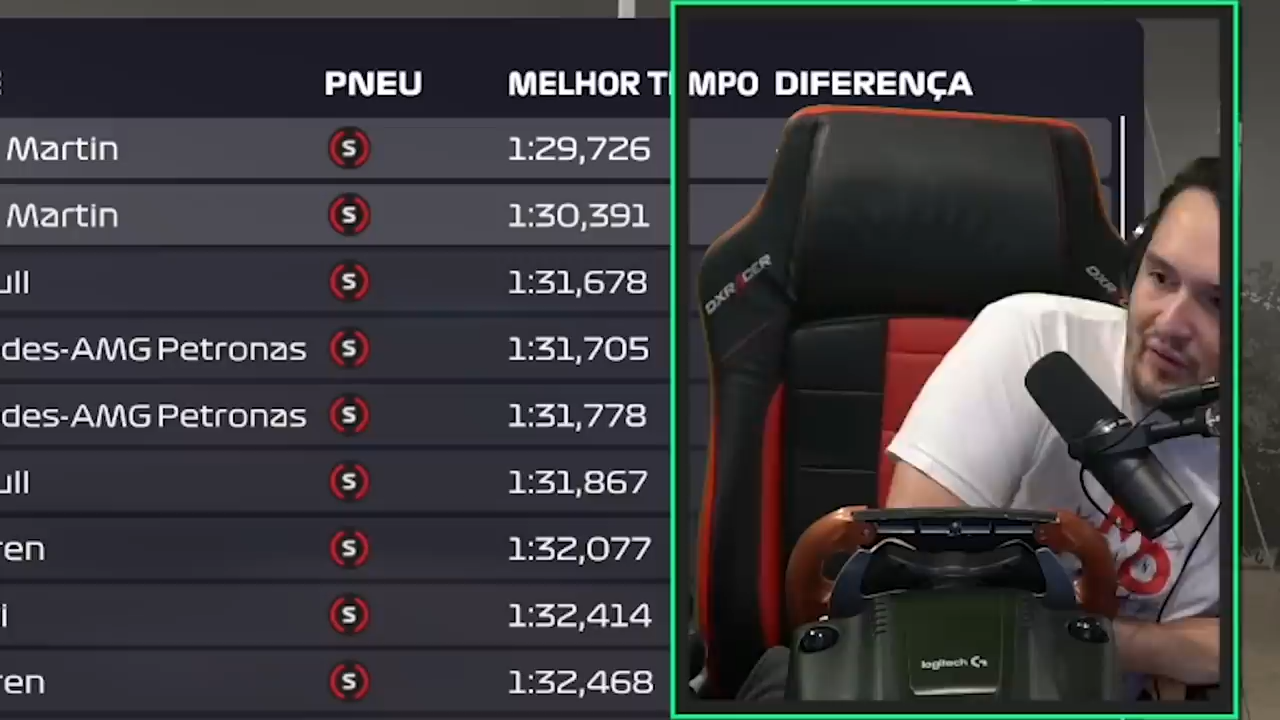 PNEU MELHOR TEMPO DIFERENÇA
Martin S 1:29,726
Martin S 1:30,391
ull S 1:31,678
des-AMG Petronas S 1:31,705
des-AMG Petronas S 1:31,778
ull S 1:31,867
ren S 1:32,077
i S 1:32,414
ren S 1:32,468
DXRACER
DXR
logitech G